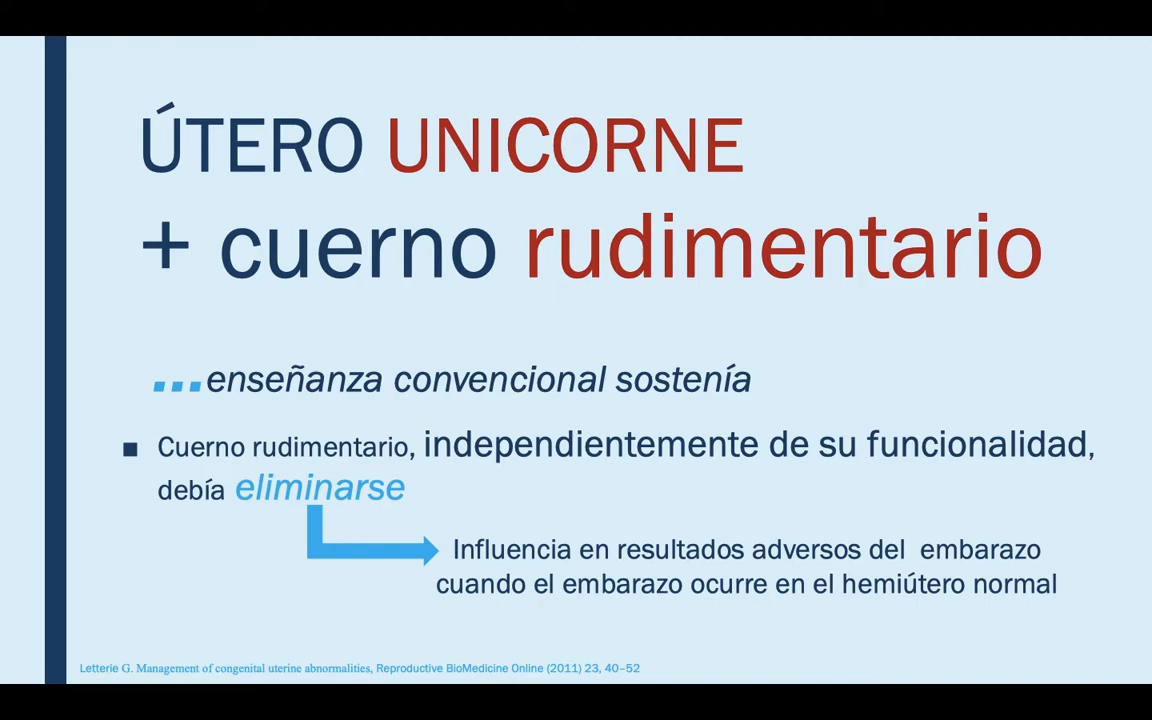 ÚTERO UNICORNE
+ cuerno rudimentario
...enseñanza convencional sostenía
■ Cuerno rudimentario, independientemente de su funcionalidad,
debía eliminarse
Influencia en resultados adversos del embarazo
cuando el embarazo ocurre en el hemiútero normal
Letterie G. Management of congenital uterine abnormalities, Reproductive BioMedicine Online (2011) 23, 40–52